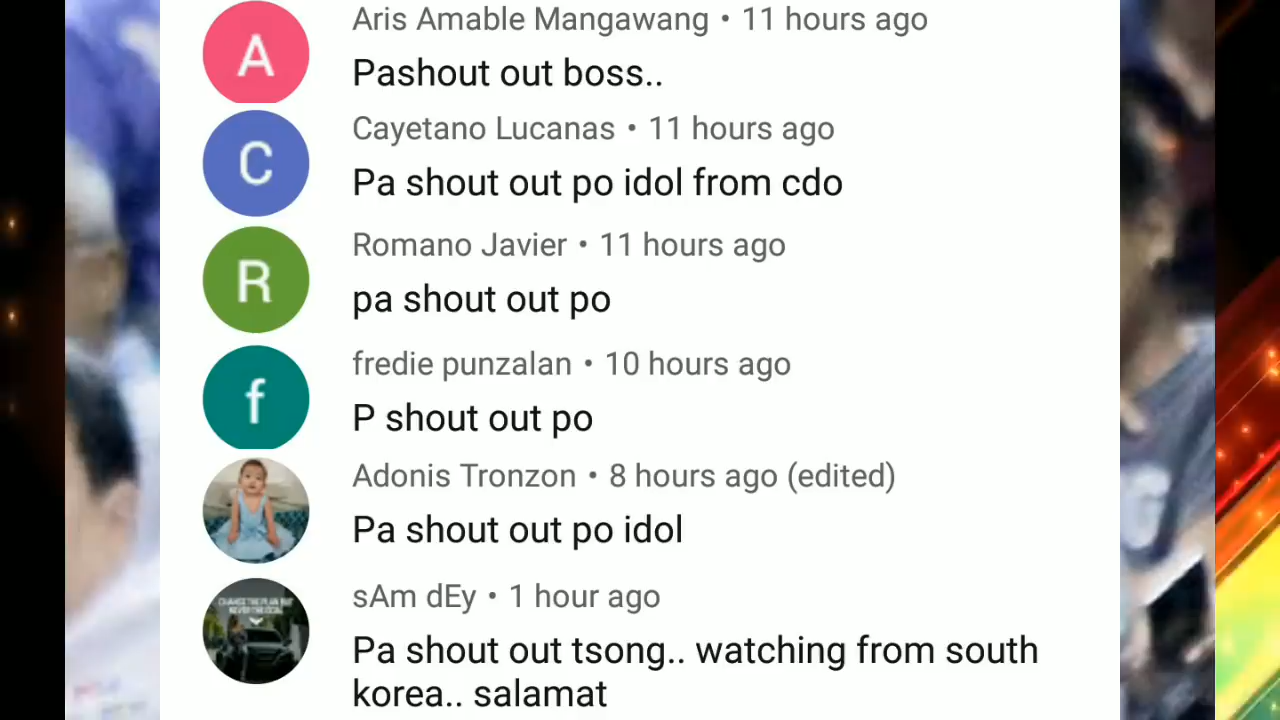 A
Aris Amable Mangawang • 11 hours ago
Pashout out boss..
C
Cayetano Lucanas • 11 hours ago
Pa shout out po idol from cdo
R
Romano Javier • 11 hours ago
pa shout out po
f
fredie punzalan • 10 hours ago
P shout out po
Adonis Tronzon • 8 hours ago (edited)
Pa shout out po idol
sAm dEy • 1 hour ago
Pa shout out tsong.. watching from south
korea.. salamat